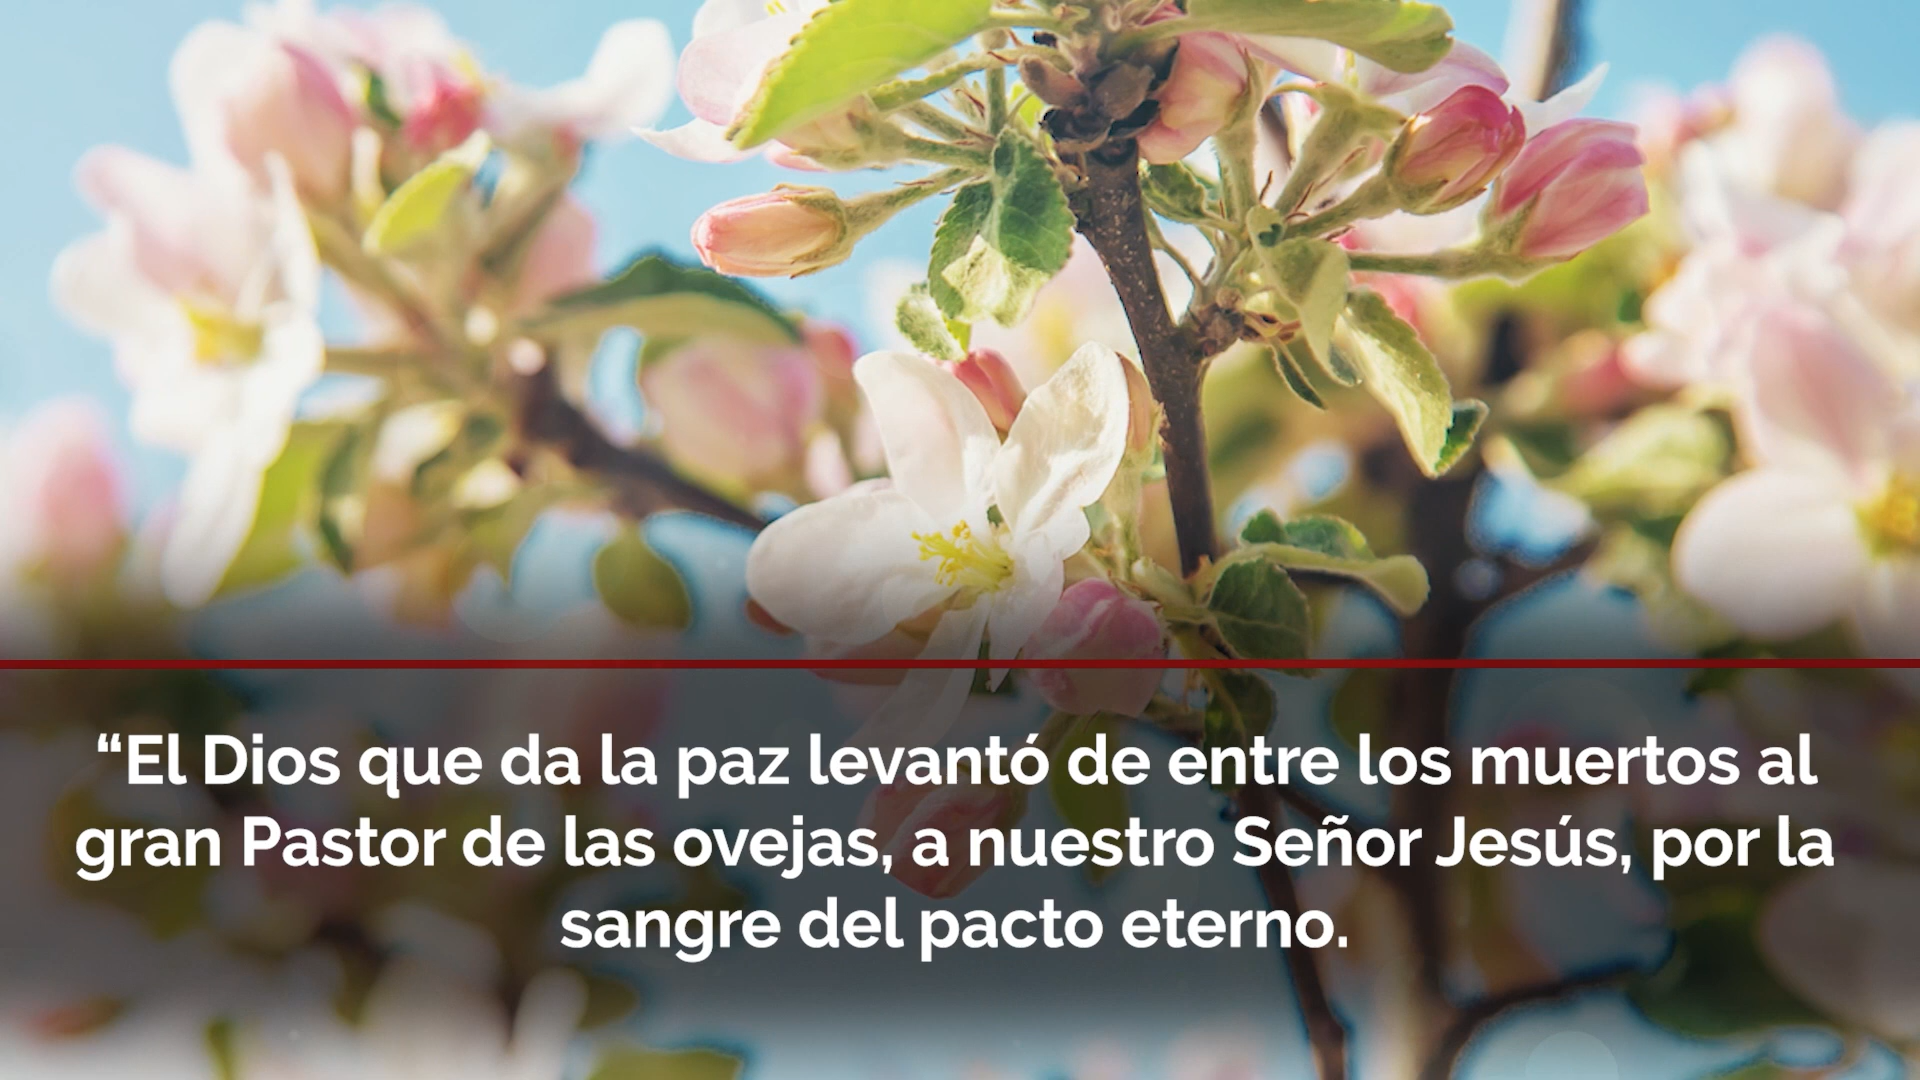 “El Dios que da la paz levantó de entre los muertos al
gran Pastor de las ovejas, a nuestro Señor Jesús, por la
sangre del pacto eterno.